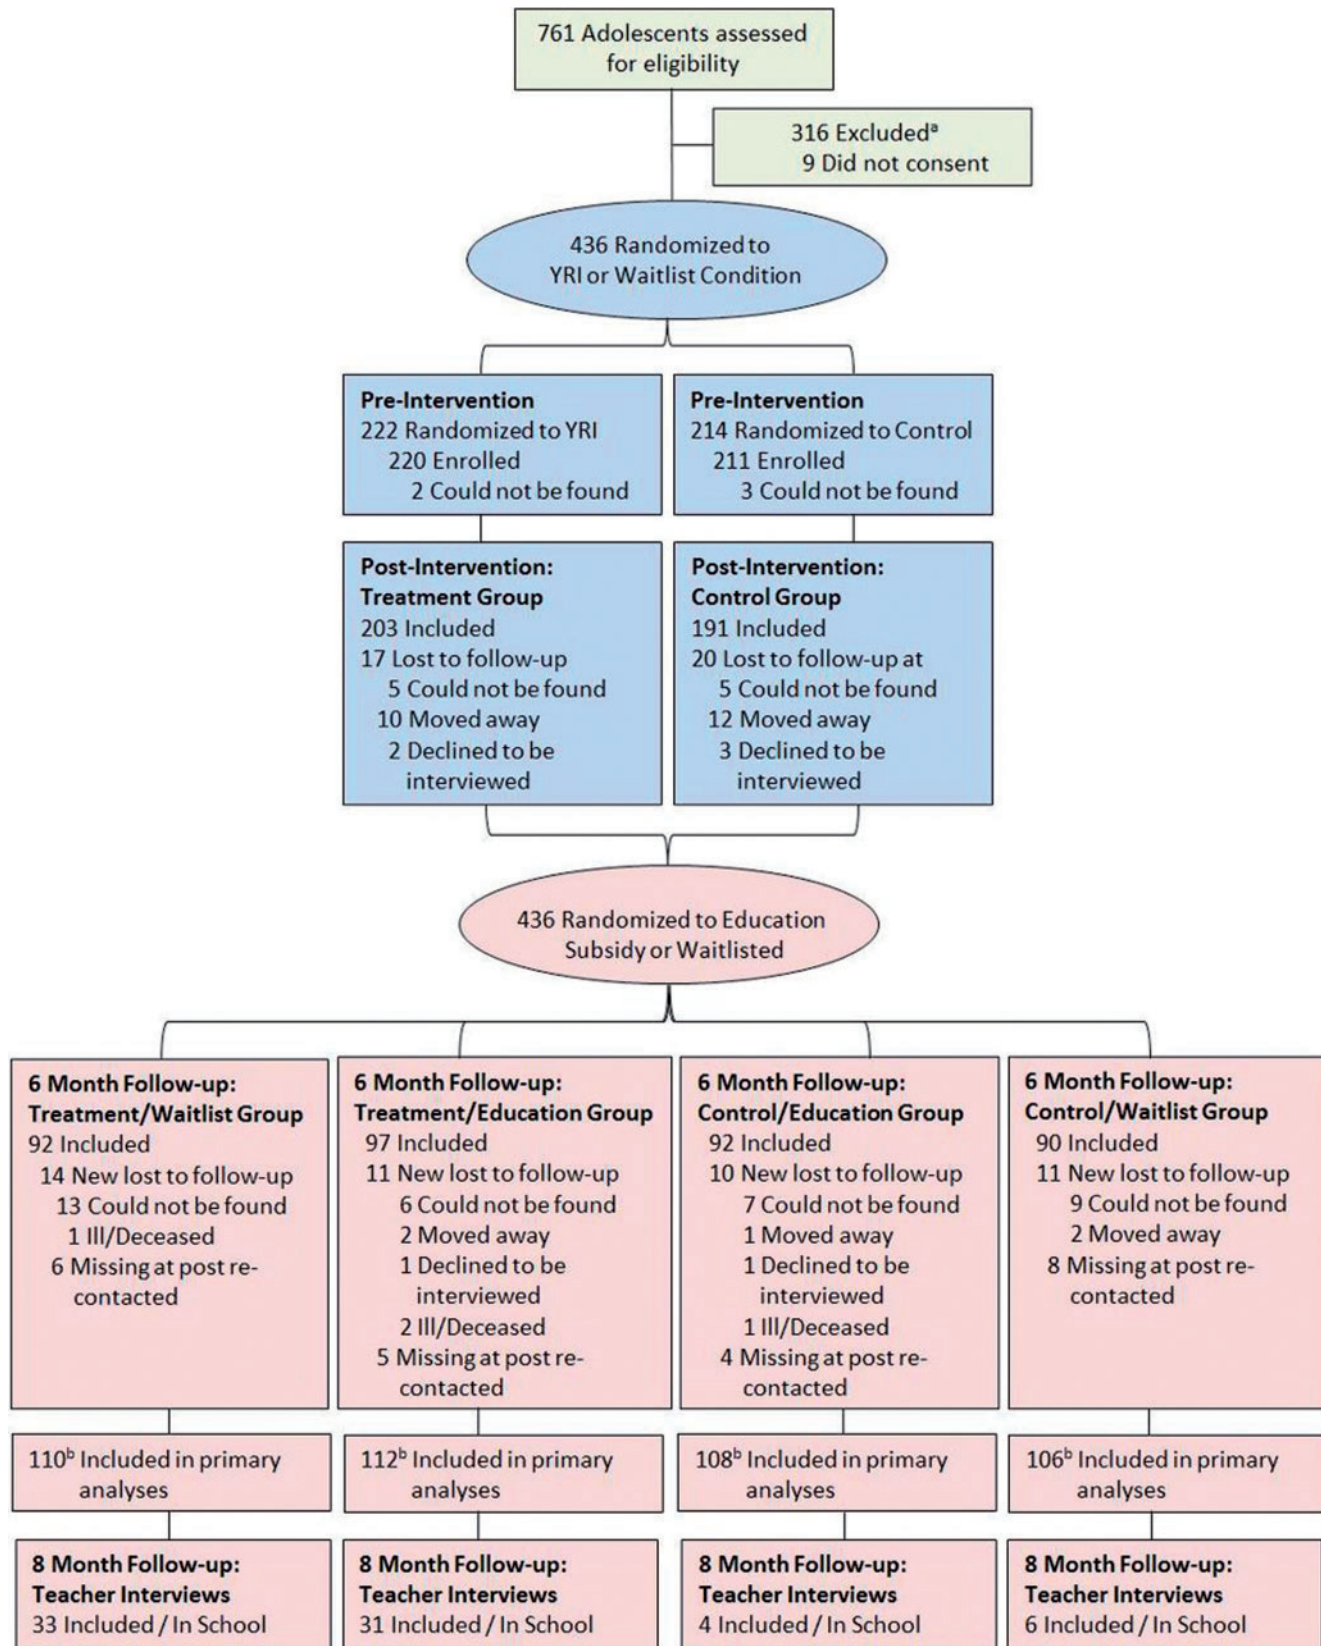 761 Adolescents assessed
for eligibility
316 Excludedᵃ
9 Did not consent
436 Randomized to
YRI or Waitlist Condition
Pre-Intervention
222 Randomized to YRI
220 Enrolled
2 Could not be found
Pre-Intervention
214 Randomized to Control
211 Enrolled
3 Could not be found
Post-Intervention:
Treatment Group
203 Included
17 Lost to follow-up
5 Could not be found
10 Moved away
2 Declined to be
interviewed
Post-Intervention:
Control Group
191 Included
20 Lost to follow-up at
5 Could not be found
12 Moved away
3 Declined to be
interviewed
436 Randomized to Education
Subsidy or Waitlisted
6 Month Follow-up:
Treatment/Waitlist Group
92 Included
14 New lost to follow-up
13 Could not be found
1 Ill/Deceased
6 Missing at post re-
contacted
6 Month Follow-up:
Treatment/Education Group
97 Included
11 New lost to follow-up
6 Could not be found
2 Moved away
1 Declined to be
interviewed
2 Ill/Deceased
5 Missing at post re-
contacted
6 Month Follow-up:
Control/Education Group
92 Included
10 New lost to follow-up
7 Could not be found
1 Moved away
1 Declined to be
interviewed
1 Ill/Deceased
4 Missing at post re-
contacted
6 Month Follow-up:
Control/Waitlist Group
90 Included
11 New lost to follow-up
9 Could not be found
2 Moved away
8 Missing at post re-
contacted
110ᵇ Included in primary
analyses
112ᵇ Included in primary
analyses
108ᵇ Included in primary
analyses
106ᵇ Included in primary
analyses
8 Month Follow-up:
Teacher Interviews
33 Included / In School
8 Month Follow-up:
Teacher Interviews
31 Included / In School
8 Month Follow-up:
Teacher Interviews
4 Included / In School
8 Month Follow-up:
Teacher Interviews
6 Included / In School